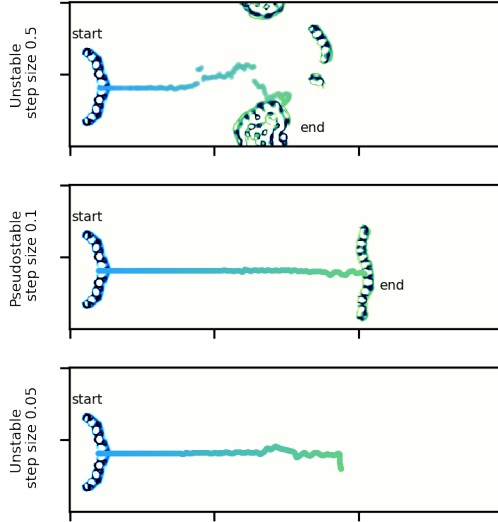 Unstable
step size 0.5
start
end
Pseudostable
step size 0.1
start
end
Unstable
step size 0.05
start